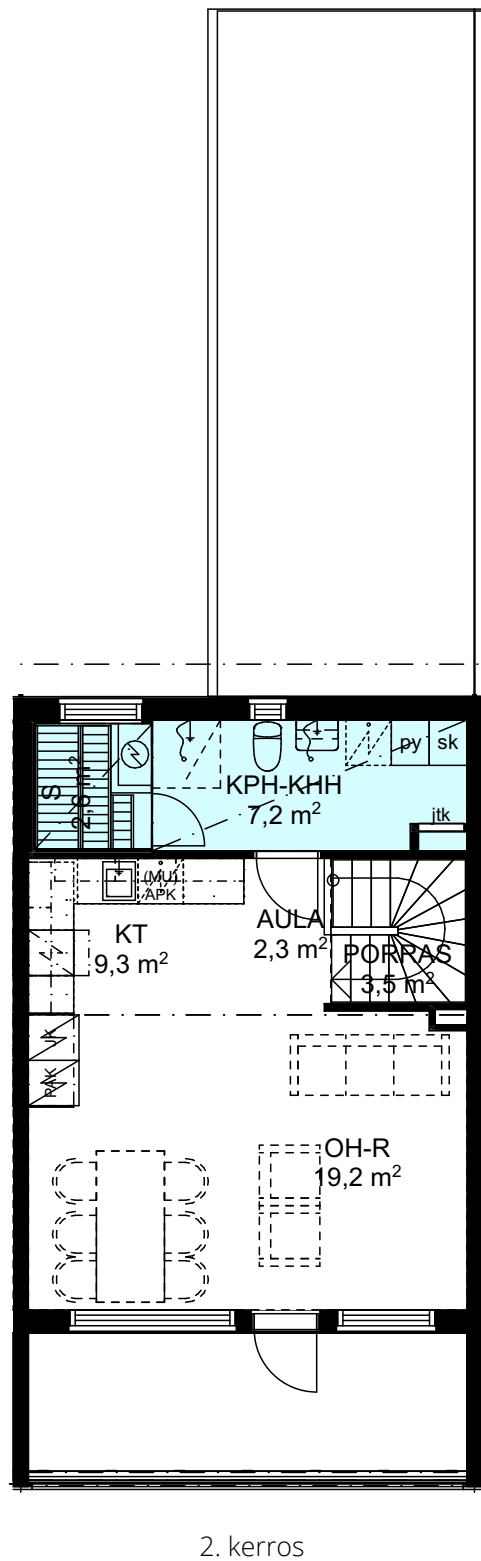 py
sk
S
2,6 m²
KPH-KHH
7,2 m²
jtk
(MU)
APK
KT
9,3 m²
AULA
2,3 m²
PORRAS
3,5 m²
JK
PAK
OH-R
19,2 m²
2. kerros